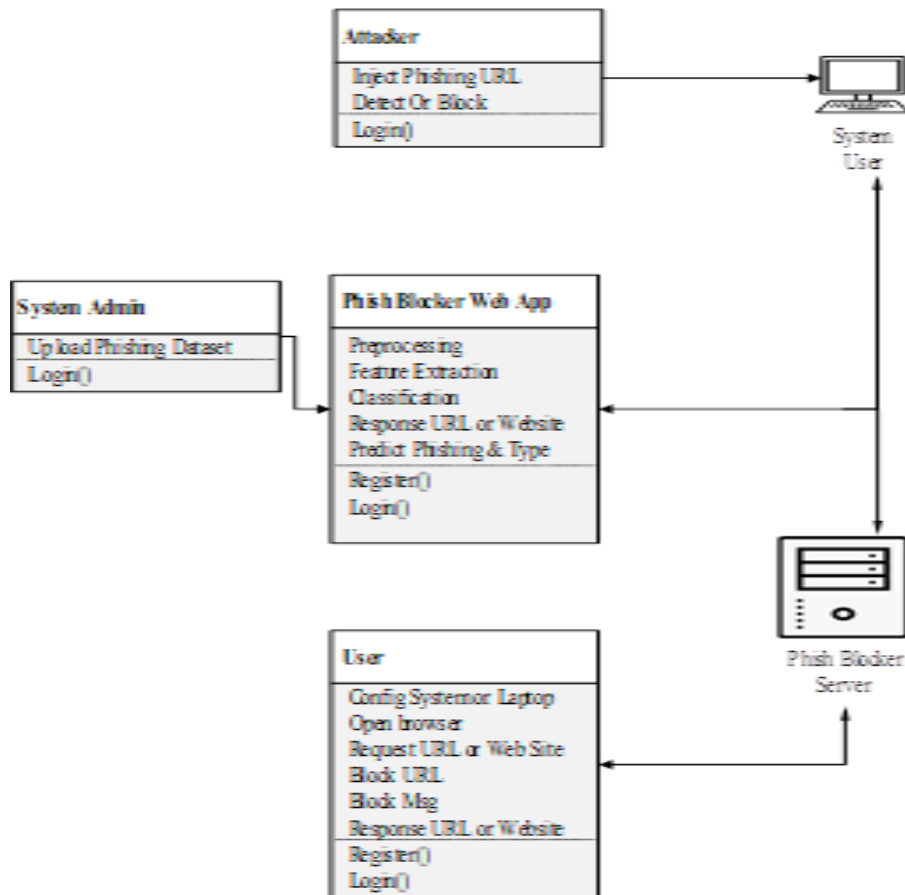 Attacker
Inject Phishing URL
Detect Or Block
Login()
System
User
System Admin
Upload Phishing Dataset
Login()
Phish Blocker Web App
Preprocessing
Feature Extraction
Classification
Response URL or Website
Predict Phishing & Type
Register()
Login()
Phish Blocker
Server
User
Config Systemor Laptop
Open browser
Request URL or Web Site
Block URL
Block Msg
Response URL or Website
Register()
Login()